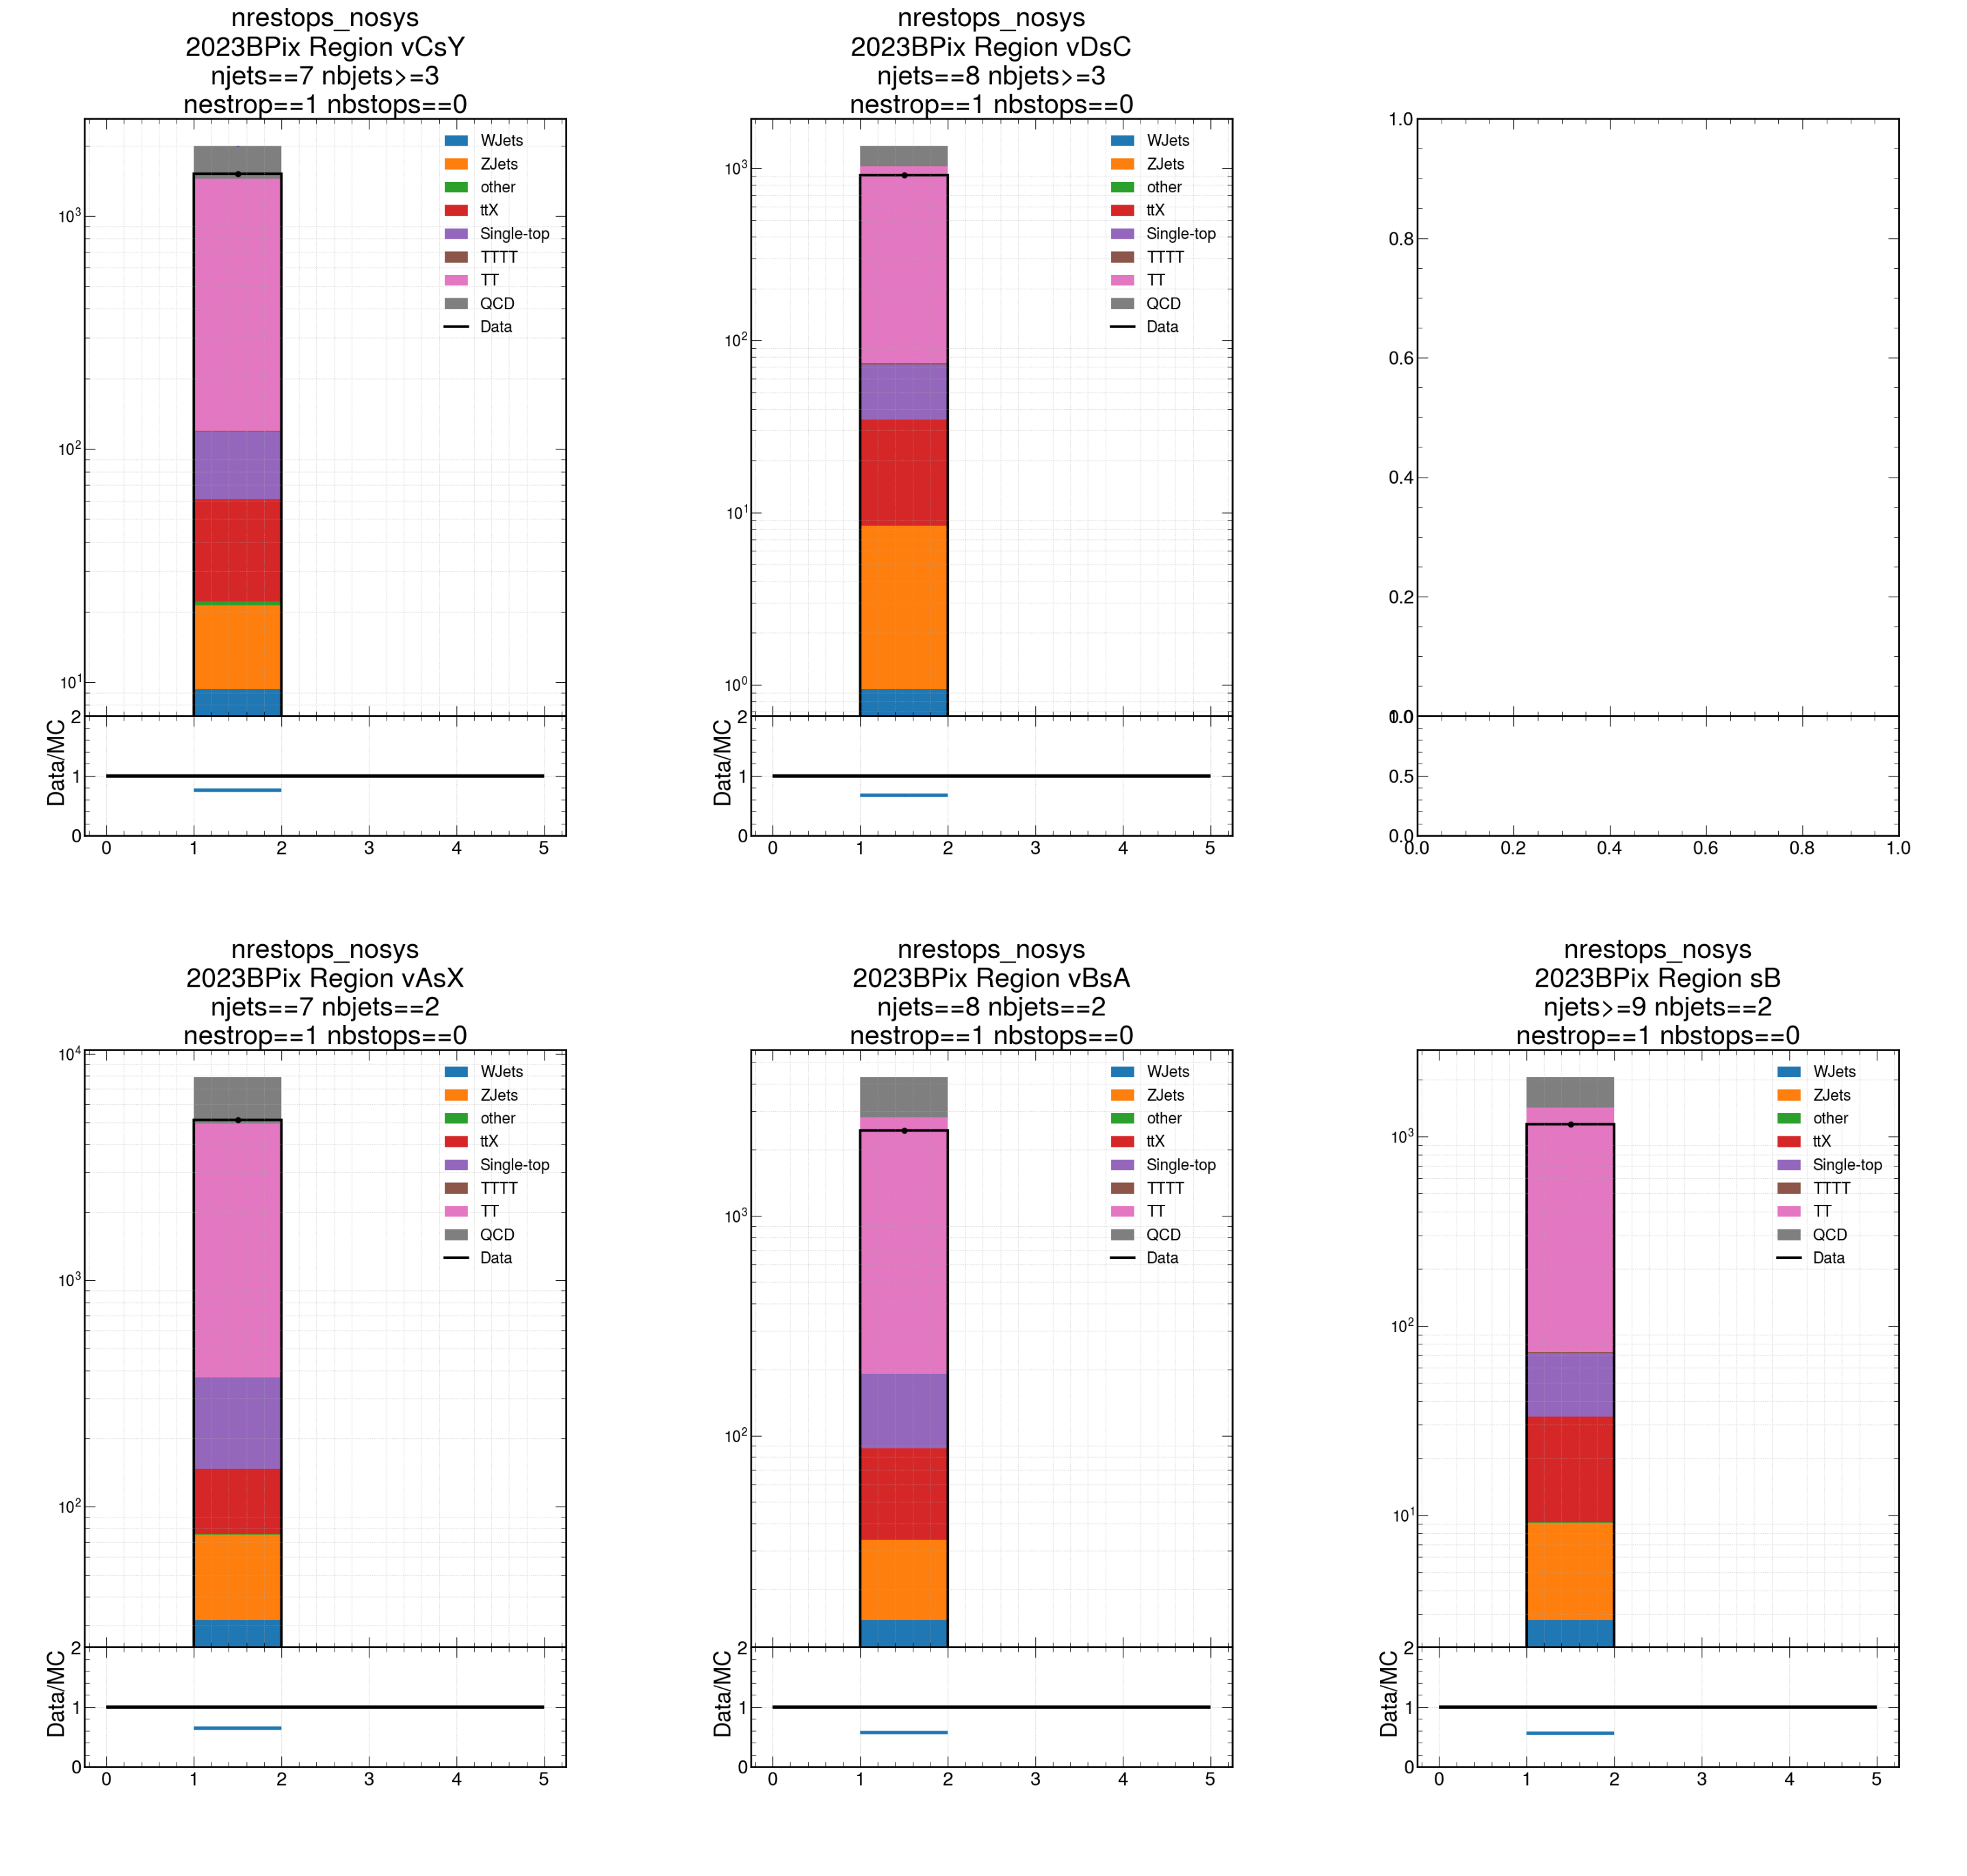 nrestops_nosys
2023BPix Region vCsY
njets==7 nbjets>=3
nestrop==1 nbstops==0
WJets
ZJets
other
ttX
Single-top
TTTT
TT
QCD
Data
10³
10²
10¹
Data/MC
2
1
0
0 1 2 3 4 5
nrestops_nosys
2023BPix Region vDsC
njets==8 nbjets>=3
nestrop==1 nbstops==0
WJets
ZJets
other
ttX
Single-top
TTTT
TT
QCD
Data
10³
10²
10¹
10⁰
Data/MC
2
1
0
0 1 2 3 4 5
1.0
0.8
0.6
0.4
0.2
0.0
1.0
0.5
0.0
0.0 0.2 0.4 0.6 0.8 1.0
nrestops_nosys
2023BPix Region vAsX
njets==7 nbjets==2
nestrop==1 nbstops==0
WJets
ZJets
other
ttX
Single-top
TTTT
TT
QCD
Data
10⁴
10³
10²
Data/MC
2
1
0
0 1 2 3 4 5
nrestops_nosys
2023BPix Region vBsA
njets==8 nbjets==2
nestrop==1 nbstops==0
WJets
ZJets
other
ttX
Single-top
TTTT
TT
QCD
Data
10³
10²
Data/MC
2
1
0
0 1 2 3 4 5
nrestops_nosys
2023BPix Region sB
njets>=9 nbjets==2
nestrop==1 nbstops==0
WJets
ZJets
other
ttX
Single-top
TTTT
TT
QCD
Data
10³
10²
10¹
Data/MC
2
1
0
0 1 2 3 4 5